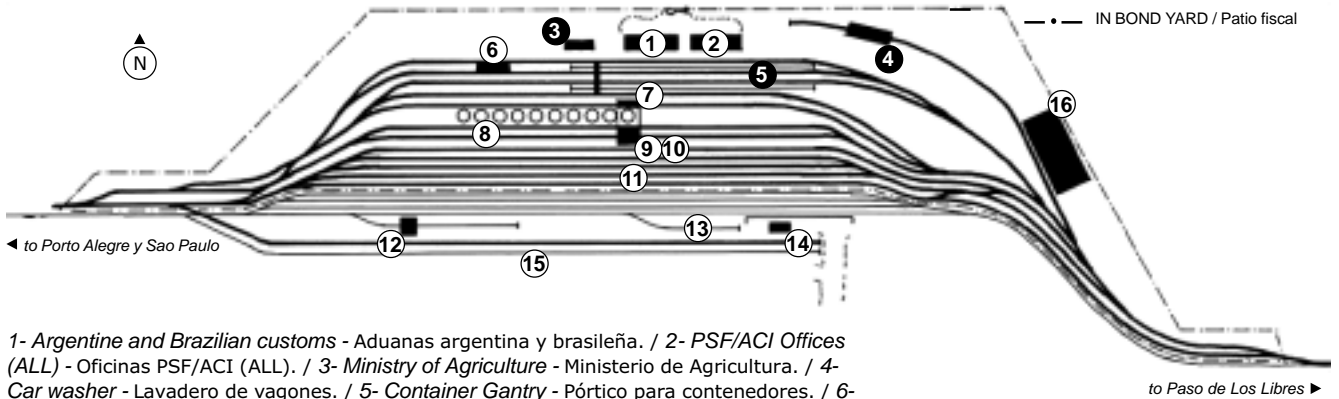 IN BOND YARD / Patio fiscal
N
3
1
2
4
6
5
7
16
8
9 10
11
12
13
14
15
◄ to Porto Alegre y Sao Paulo
1- Argentine and Brazilian customs - Aduanas argentina y brasileña. / 2- PSF/ACI Offices
(ALL) - Oficinas PSF/ACI (ALL). / 3- Ministry of Agriculture - Ministerio de Agricultura. / 4-
Car washer - Lavadero de vagones. / 5- Container Gantry - Pórtico para contenedores. / 6-
to Paso de Los Libres ►